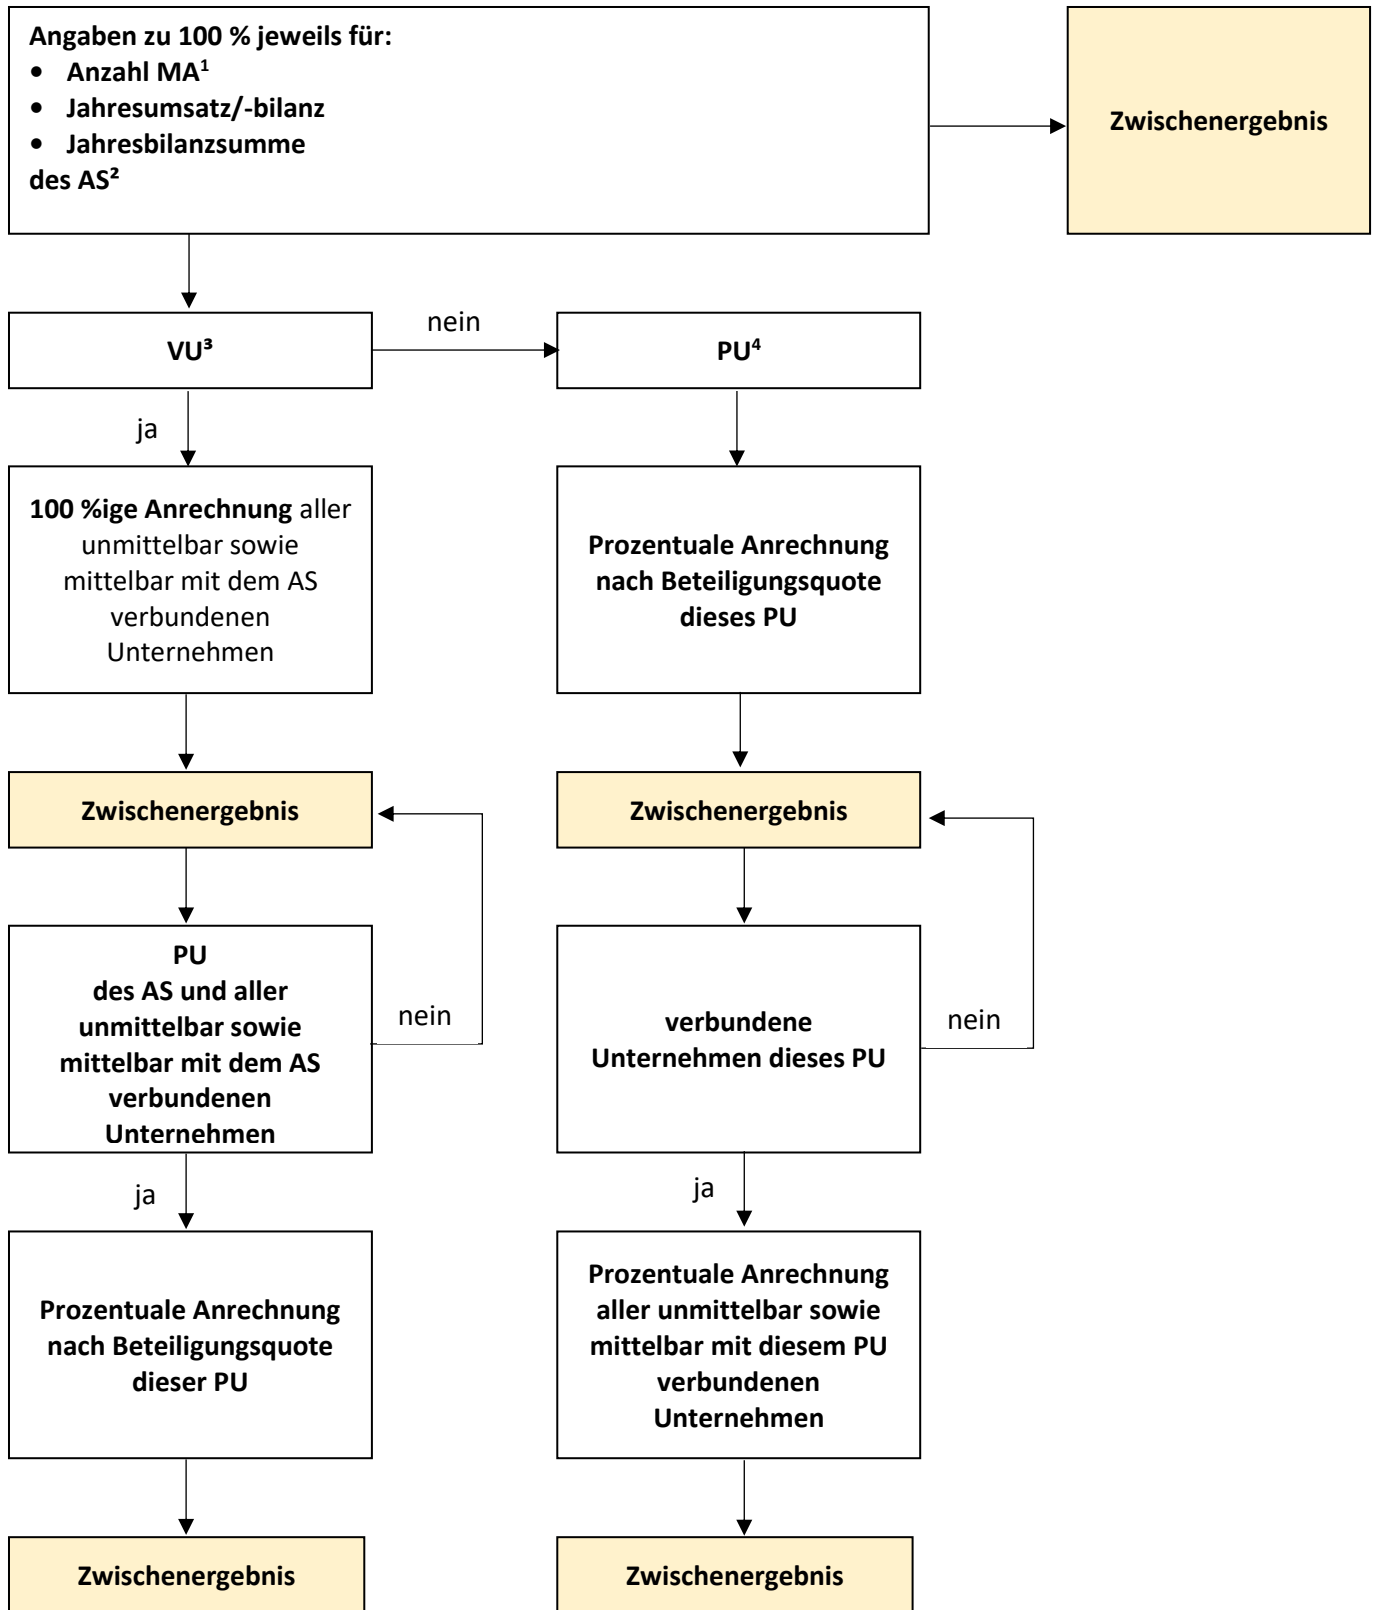 Angaben zu 100 % jeweils für:
• Anzahl MA¹
• Jahresumsatz/-bilanz
• Jahresbilanzsumme
des AS²
Zwischenergebnis
VU³
nein
PU⁴
ja
100 %ige Anrechnung aller
unmittelbar sowie
mittelbar mit dem AS
verbundenen
Unternehmen
Prozentuale Anrechnung
nach Beteiligungsquote
dieses PU
Zwischenergebnis
Zwischenergebnis
PU
des AS und aller
unmittelbar sowie
mittelbar mit dem AS
verbundenen
Unternehmen
nein
verbundene
Unternehmen dieses PU
nein
ja
ja
Prozentuale Anrechnung
nach Beteiligungsquote
dieser PU
Prozentuale Anrechnung
aller unmittelbar sowie
mittelbar mit diesem PU
verbundenen
Unternehmen
Zwischenergebnis
Zwischenergebnis